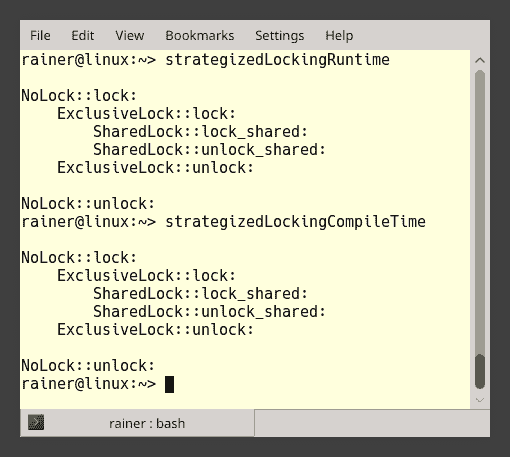 File Edit View Bookmarks Settings Help
rainer@linux:~> strategizedLockingRuntime
NoLock::lock:
    ExclusiveLock::lock:
        SharedLock::lock_shared:
        SharedLock::unlock_shared:
    ExclusiveLock::unlock:
NoLock::unlock:
rainer@linux:~> strategizedLockingCompileTime
NoLock::lock:
    ExclusiveLock::lock:
        SharedLock::lock_shared:
        SharedLock::unlock_shared:
    ExclusiveLock::unlock:
NoLock::unlock:
rainer@linux:~>
rainer : bash